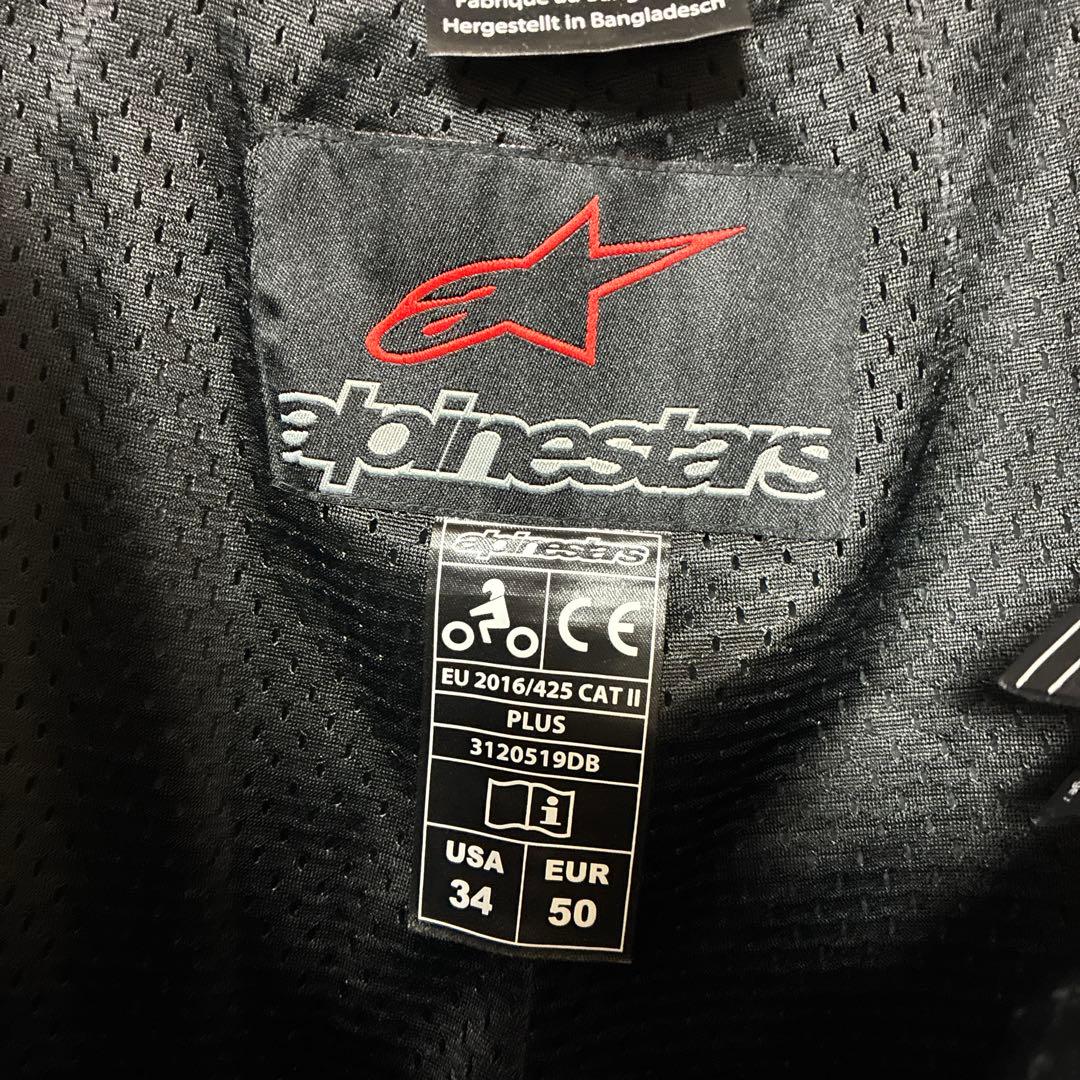 Hergestellt in Bangladesch
alpinestars
alpinestars
CE
EU 2016/425 CAT II
PLUS
3120519DB
i
USA
34
EUR
50